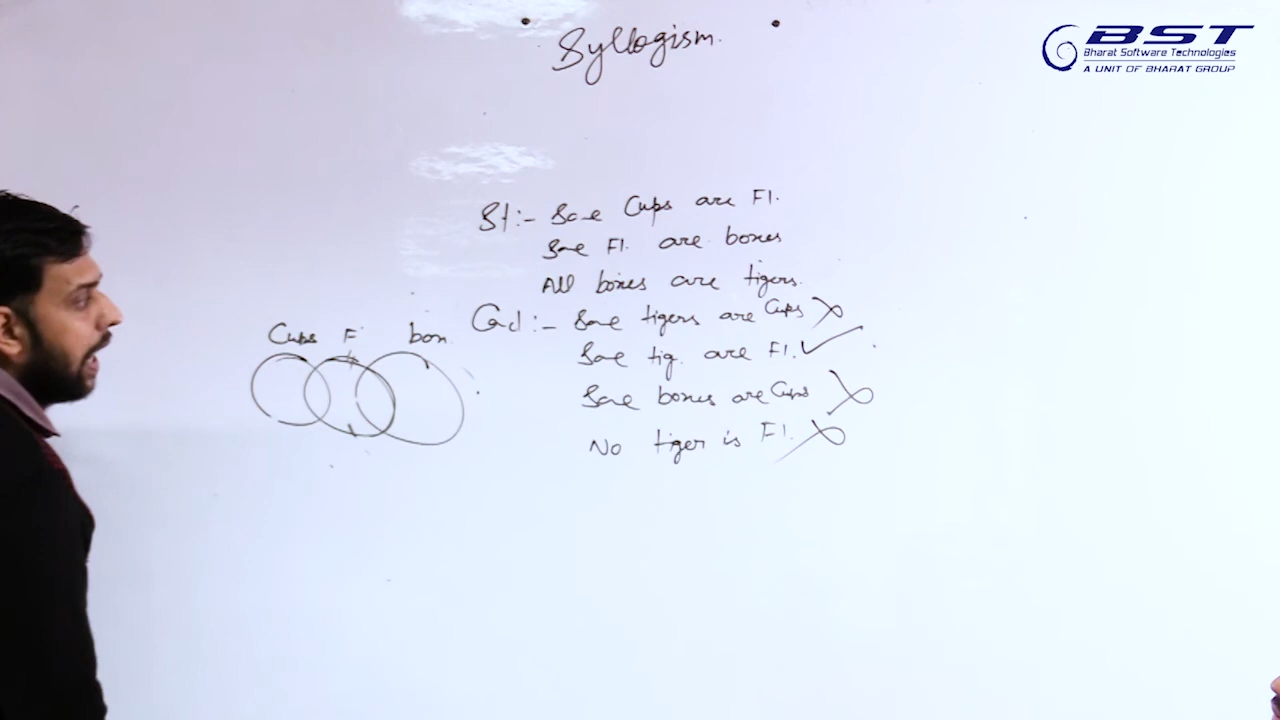 Syllogism.
BST
Bharat Software Technologies
A UNIT OF BHARAT GROUP
St:- Some Cups are Fl.
Some Fl. are boxes
All boxes are tigers.
Concl:- Some tigers are Cups
Some tig. are Fl.
Some boxes are Cups
No tiger is Fl.
Cups F box